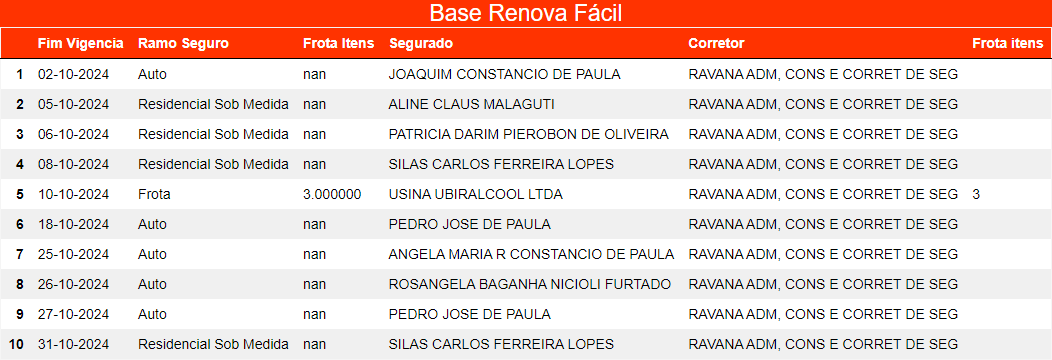 Base Renova Fácil
Fim Vigencia Ramo Seguro Frota Itens Segurado Corretor Frota itens
1 02-10-2024 Auto nan JOAQUIM CONSTANCIO DE PAULA RAVANA ADM, CONS E CORRET DE SEG
2 05-10-2024 Residencial Sob Medida nan ALINE CLAUS MALAGUTI RAVANA ADM, CONS E CORRET DE SEG
3 06-10-2024 Residencial Sob Medida nan PATRICIA DARIM PIEROBON DE OLIVEIRA RAVANA ADM, CONS E CORRET DE SEG
4 08-10-2024 Residencial Sob Medida nan SILAS CARLOS FERREIRA LOPES RAVANA ADM, CONS E CORRET DE SEG
5 10-10-2024 Frota 3.000000 USINA UBIRALCOOL LTDA RAVANA ADM, CONS E CORRET DE SEG 3
6 18-10-2024 Auto nan PEDRO JOSE DE PAULA RAVANA ADM, CONS E CORRET DE SEG
7 25-10-2024 Auto nan ANGELA MARIA R CONSTANCIO DE PAULA RAVANA ADM, CONS E CORRET DE SEG
8 26-10-2024 Auto nan ROSANGELA BAGANHA NICIOLI FURTADO RAVANA ADM, CONS E CORRET DE SEG
9 27-10-2024 Auto nan PEDRO JOSE DE PAULA RAVANA ADM, CONS E CORRET DE SEG
10 31-10-2024 Residencial Sob Medida nan SILAS CARLOS FERREIRA LOPES RAVANA ADM, CONS E CORRET DE SEG